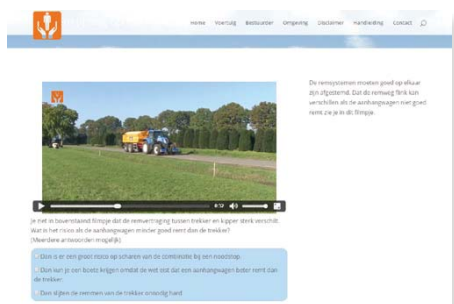 Home Voertuig Bestuurder Omgeving Disclaimer Handleiding Contact
De remsystemen moeten goed op elkaar
zijn afgestemd. Dat de remweg flink kan
verschillen als de aanhangwagen niet goed
remt zie je in dit filmpje.
0:12
Je ziet in bovenstaand filmpje dat de remvertraging tussen trekker en kipper sterk verschilt.
Wat is het risico als de aanhangwagen minder goed remt dan de trekker?
(Meerdere antwoorden mogelijk)
Dan is er een groot risico op scharen van de combinatie bij een noodstop.
Dan kun je een boete krijgen omdat de wet stelt dat een aanhangwagen beter remt dan
de trekker.
Dan slijten de remmen van de trekker onnodig hard.